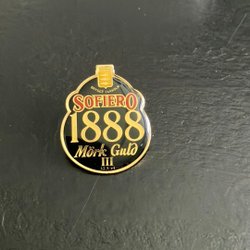 SOFIERO
1888
Mörk Guld
III